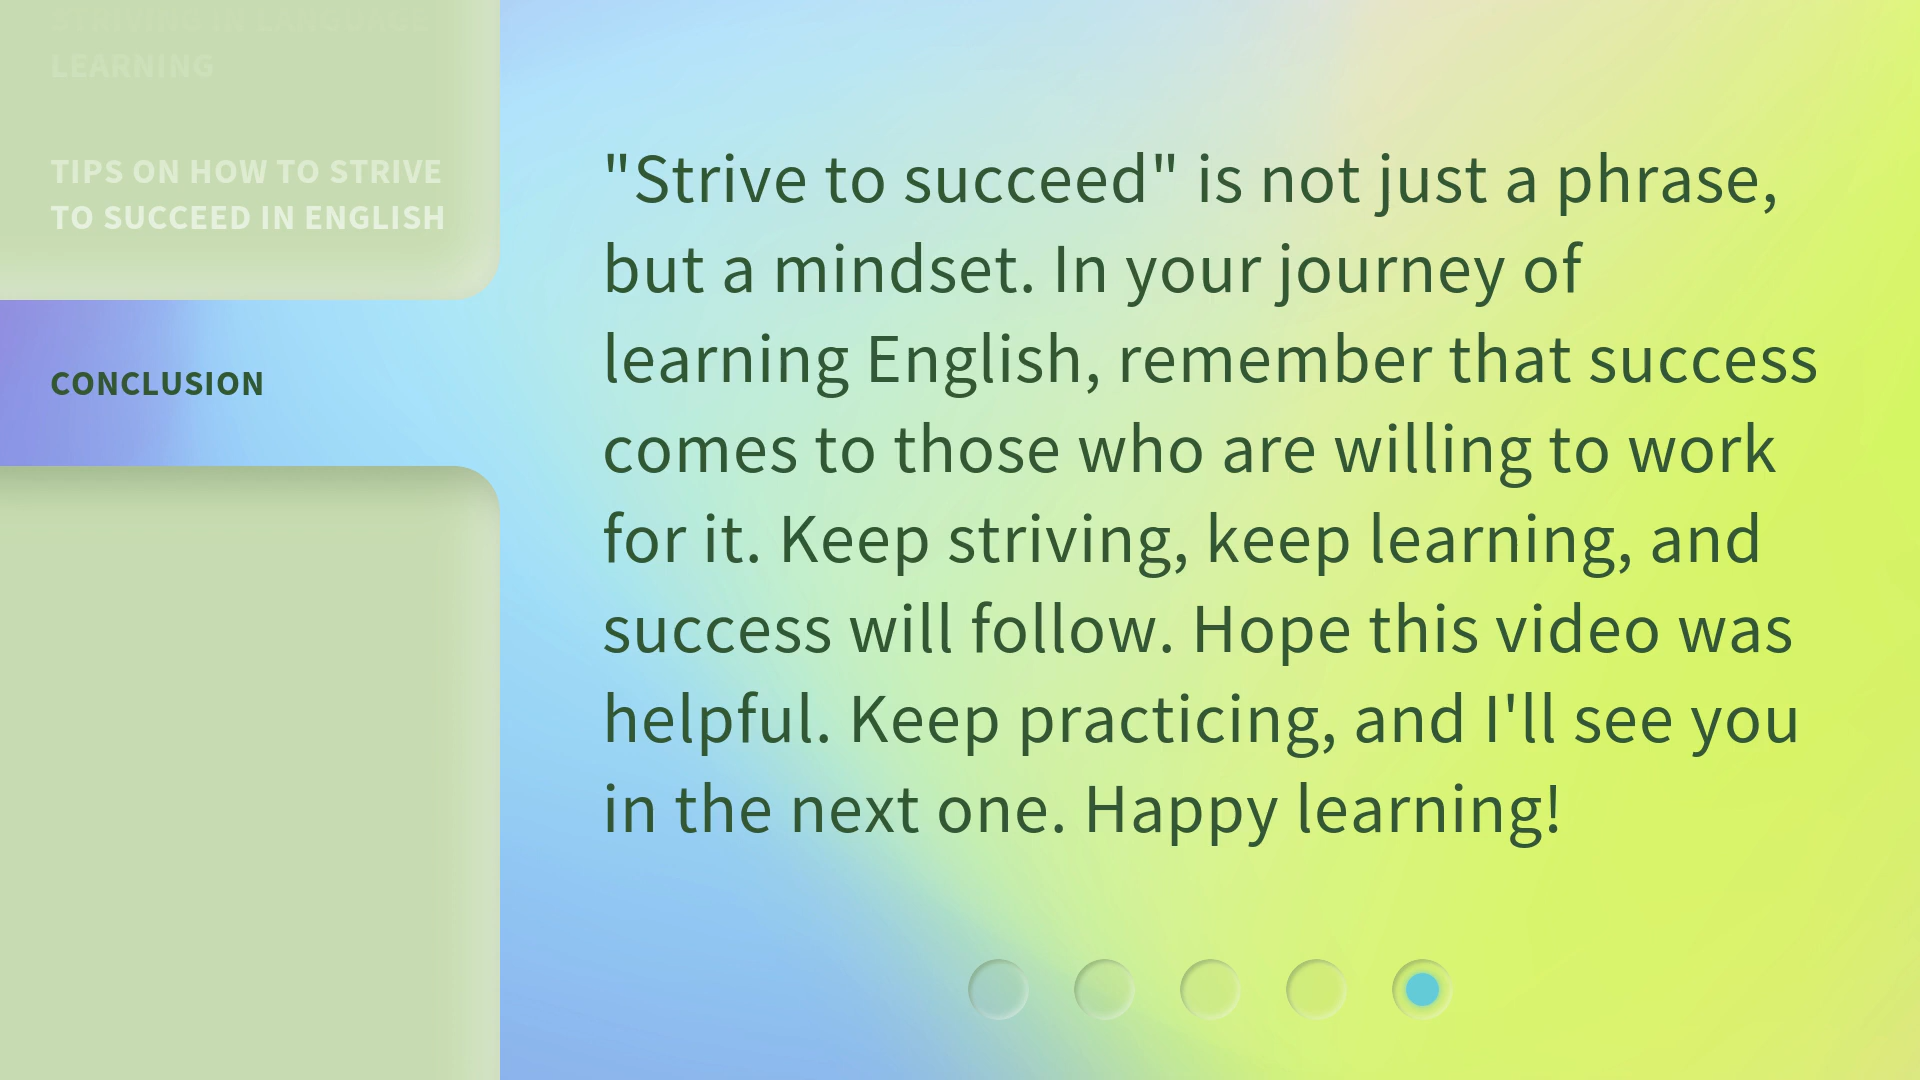 STRIVING IN LANGUAGE
LEARNING
TIPS ON HOW TO STRIVE
TO SUCCEED IN ENGLISH
CONCLUSION
"Strive to succeed" is not just a phrase,
but a mindset. In your journey of
learning English, remember that success
comes to those who are willing to work
for it. Keep striving, keep learning, and
success will follow. Hope this video was
helpful. Keep practicing, and I'll see you
in the next one. Happy learning!